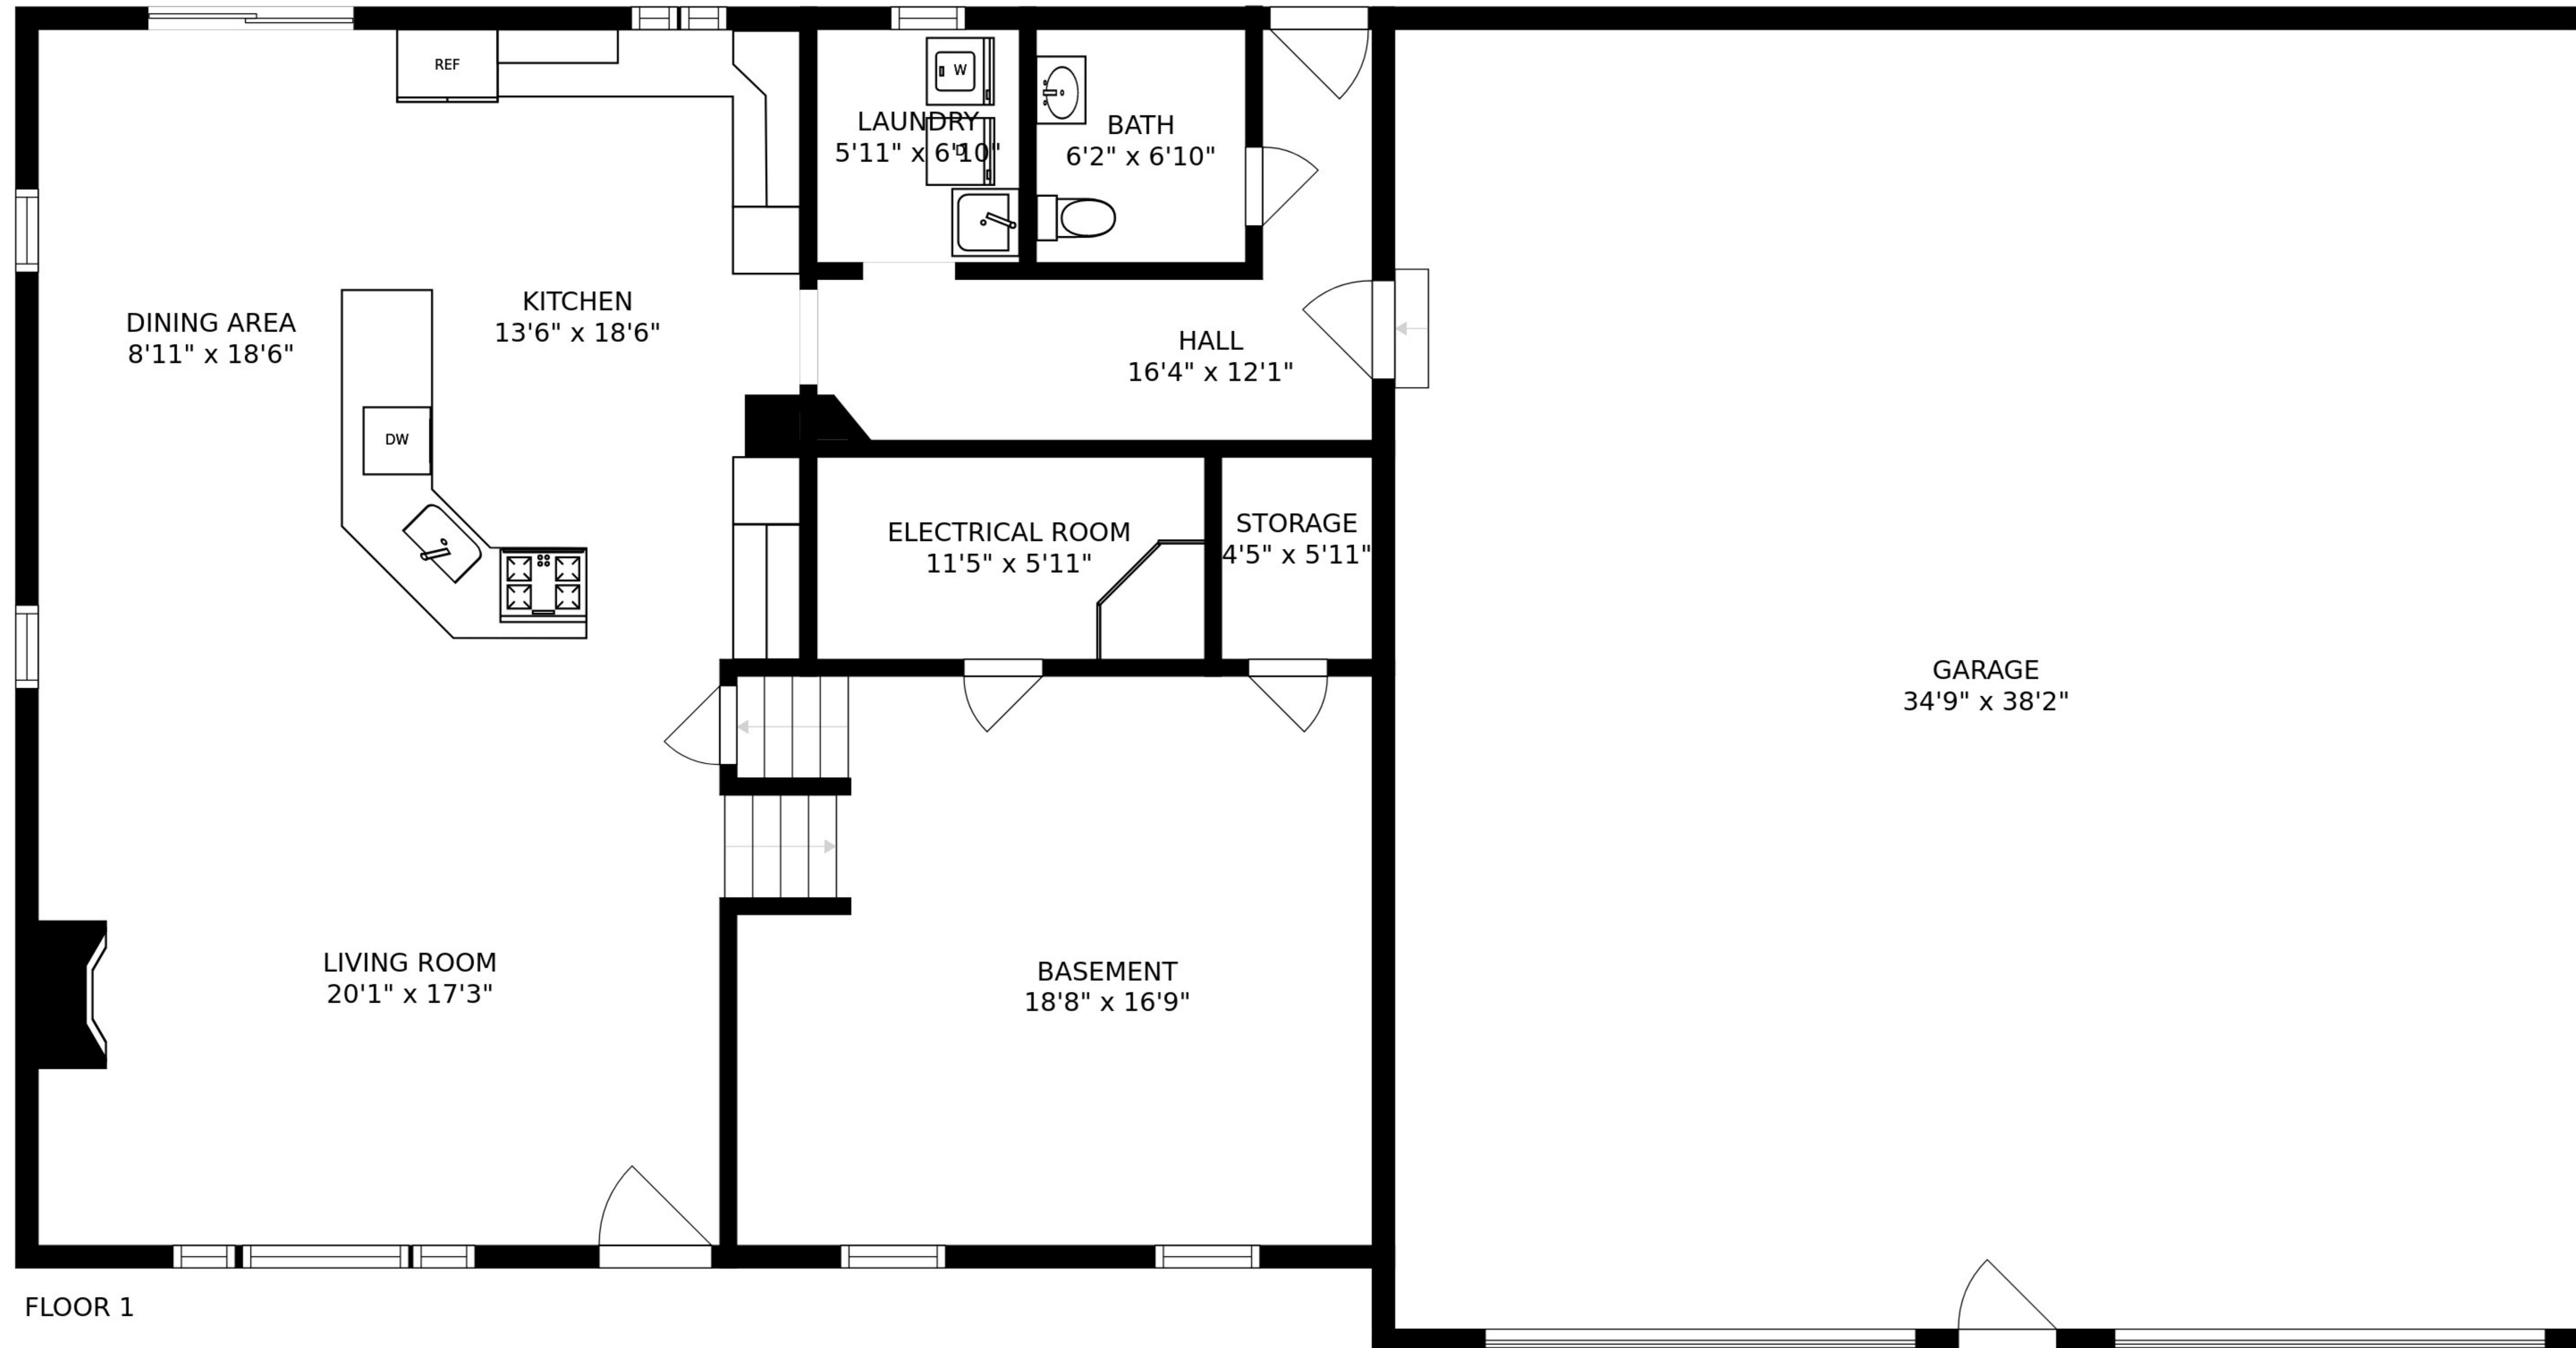 REF
W
LAUNDRY
5'11" x 6'10"
D
BATH
6'2" x 6'10"
DINING AREA
8'11" x 18'6"
KITCHEN
13'6" x 18'6"
HALL
16'4" x 12'1"
DW
ELECTRICAL ROOM
11'5" x 5'11"
STORAGE
4'5" x 5'11"
GARAGE
34'9" x 38'2"
LIVING ROOM
20'1" x 17'3"
BASEMENT
18'8" x 16'9"
FLOOR 1